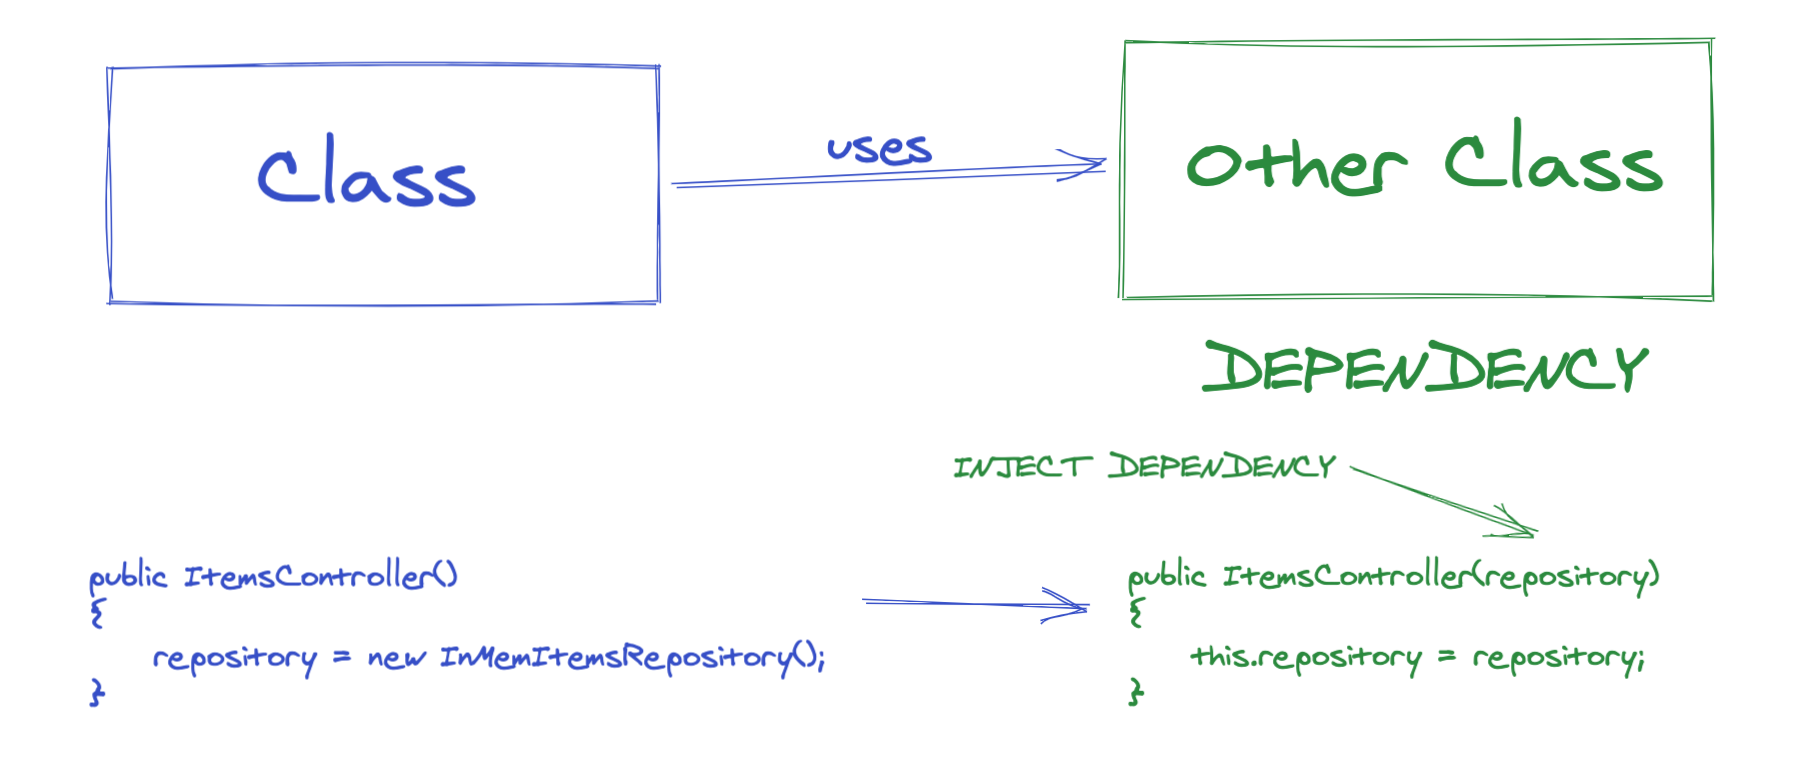 Class
uses
Other Class
DEPENDENCY
INJECT DEPENDENCY
public ItemsController()
{
repository = new InMemItemsRepository();
}
public ItemsController(repository)
{
this.repository = repository;
}